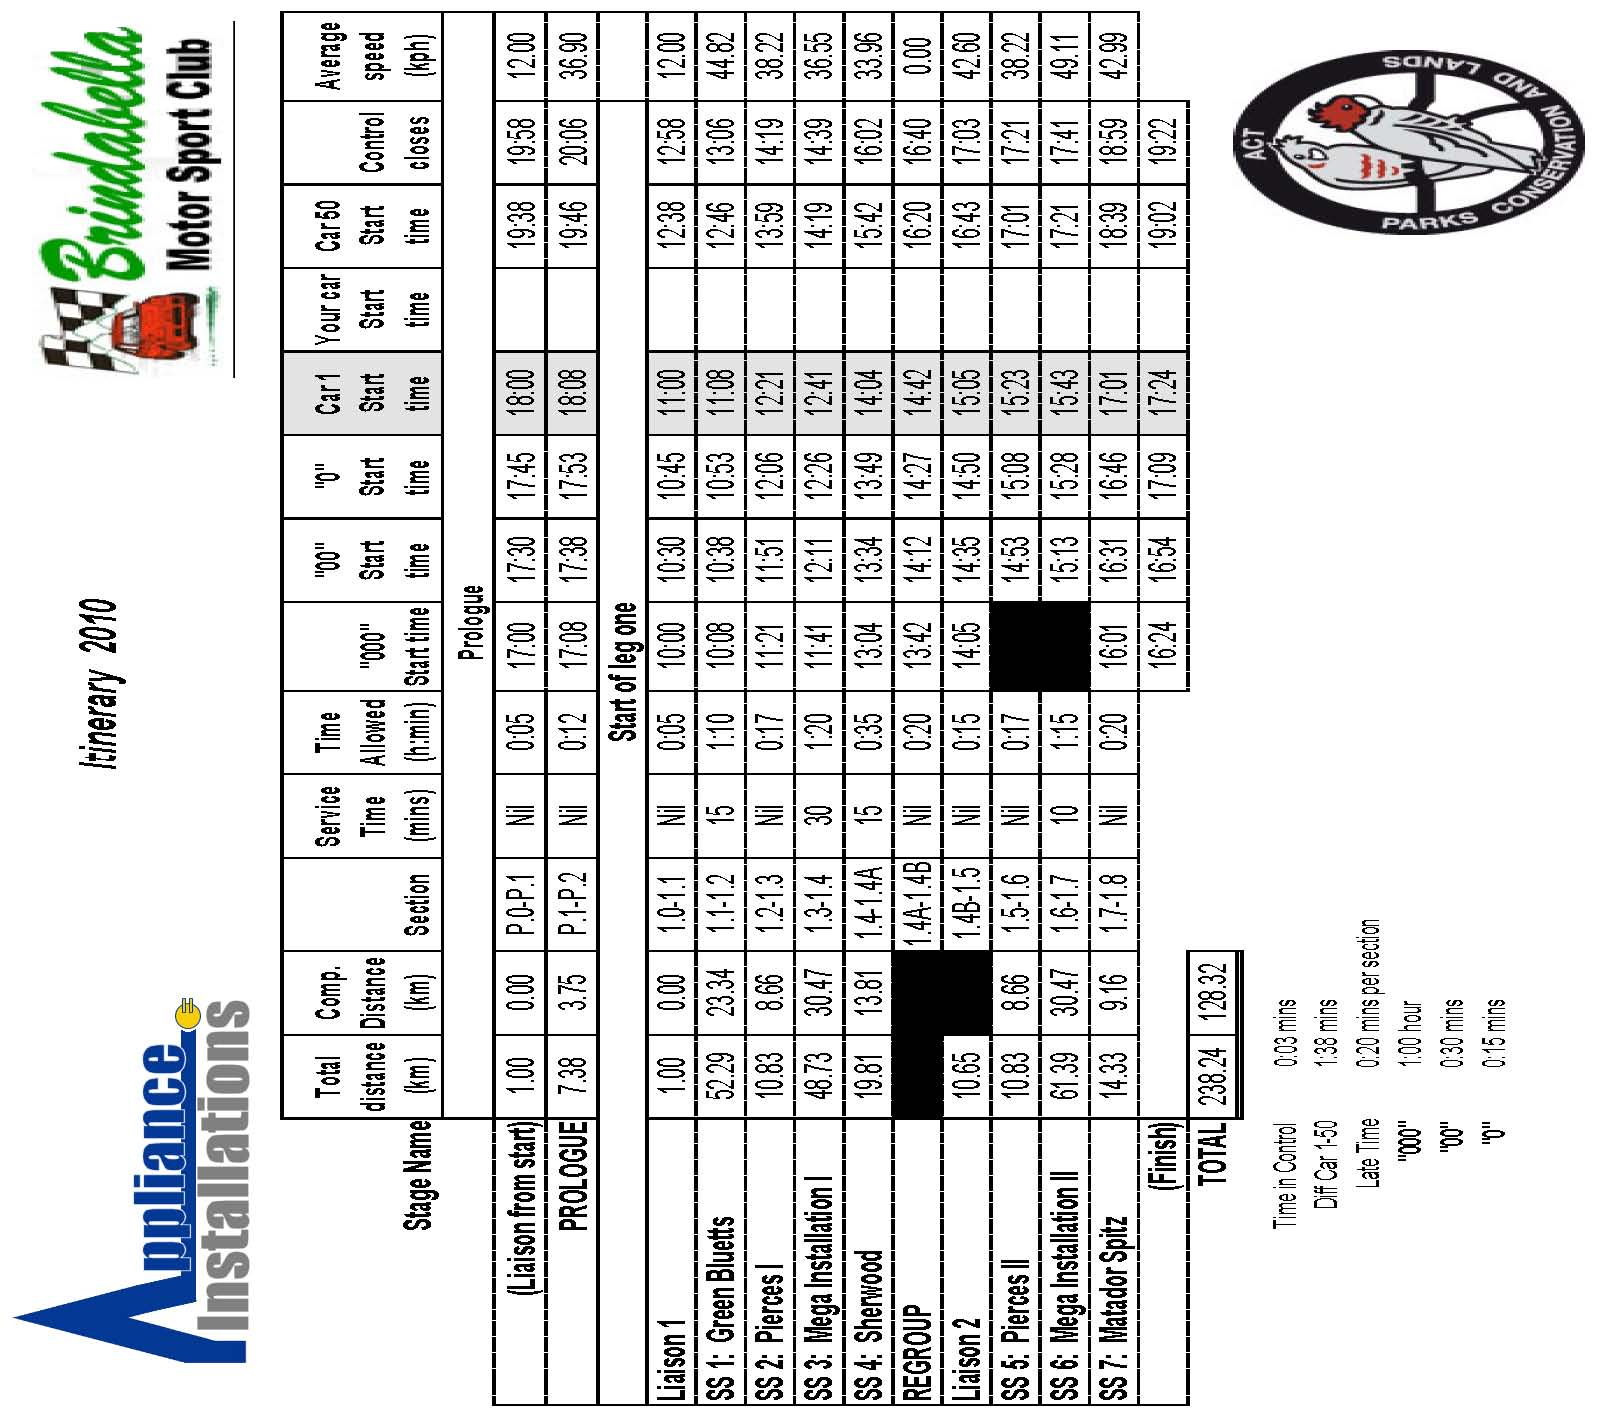 Appliance
Installations
Itinerary 2010
Brindabella
Motor Sport Club
Stage Name | Total distance (km) | Comp. Distance (km) | Section | Service Time (mins) | Time Allowed (h:min) | "000" Start time | "00" Start time | "0" Start time | Car 1 Start time | Your car Start time | Car 50 Start time | Control closes | Average speed (kph)
Prologue
(Liaison from start) 1.00 0.00 P.0-P.1 Nil 0:05 17:00 17:30 17:45 18:00 19:38 19:58 12.00
PROLOGUE 7.38 3.75 P.1-P.2 Nil 0:12 17:08 17:38 17:53 18:08 19:46 20:06 36.90
Start of leg one
Liaison 1 1.00 0.00 1.0-1.1 Nil 0:05 10:00 10:30 10:45 11:00 12:38 12:58 12.00
SS 1: Green Bluetts 52.29 23.34 1.1-1.2 15 1:10 10:08 10:38 10:53 11:08 12:46 13:06 44.82
SS 2: Pierces I 10.83 8.66 1.2-1.3 Nil 0:17 11:21 11:51 12:06 12:21 13:59 14:19 38.22
SS 3: Mega Installation I 48.73 30.47 1.3-1.4 30 1:20 11:41 12:11 12:26 12:41 14:19 14:39 36.55
SS 4: Sherwood 19.81 13.81 1.4-1.4A 15 0:35 13:04 13:34 13:49 14:04 15:42 16:02 33.96
REGROUP 1.4A-1.4B Nil 0:20 13:42 14:12 14:27 14:42 16:20 16:40 0.00
Liaison 2 10.65 1.4B-1.5 Nil 0:15 14:05 14:35 14:50 15:05 16:43 17:03 42.60
SS 5: Pierces II 10.83 8.66 1.5-1.6 Nil 0:17 14:53 15:08 15:23 17:01 17:21 38.22
SS 6: Mega Installation II 61.39 30.47 1.6-1.7 10 1:15 15:13 15:28 15:43 17:21 17:41 49.11
SS 7: Matador Spitz 14.33 9.16 1.7-1.8 Nil 0:20 16:01 16:31 16:46 17:01 18:39 18:59 42.99
(Finish) 16:24 16:54 17:09 17:24 19:02 19:22
TOTAL 238.24 128.32
Time in Control 0:03 mins
Diff Car 1-50 1:38 mins
Late Time 0:20 mins per section
"000" 1:00 hour
"00" 0:30 mins
"0" 0:15 mins
ACT
PARKS CONSERVATION AND LANDS